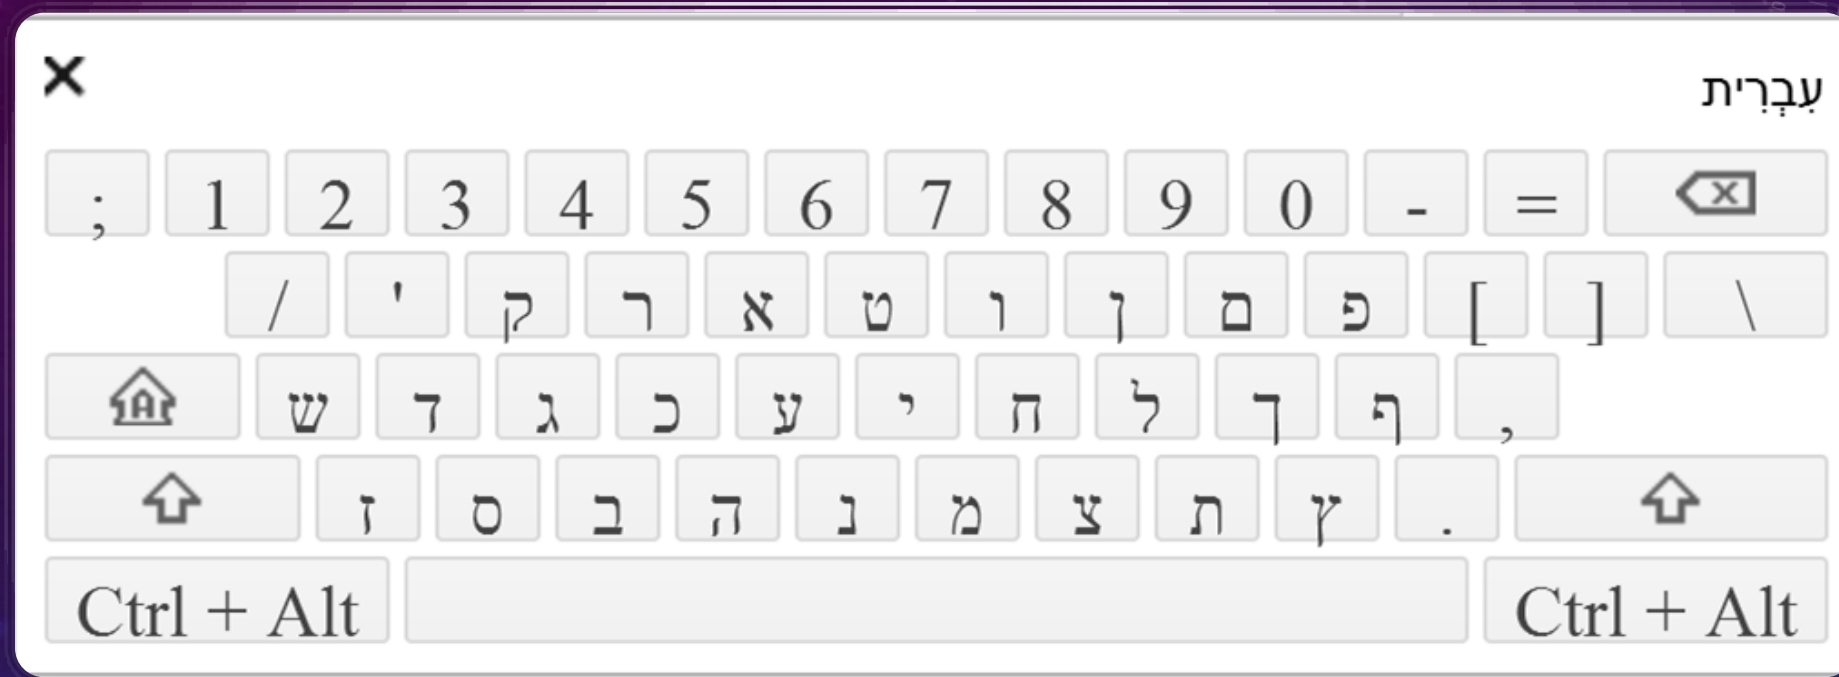 עִבְרִית
; 1 2 3 4 5 6 7 8 9 0 - =
/ ' ק ר א ט ו ן ם פ [ ] \
ש ד ג כ ע י ח ל ך ף ,
ז ס ב ה נ מ צ ת ץ .
Ctrl + Alt Ctrl + Alt